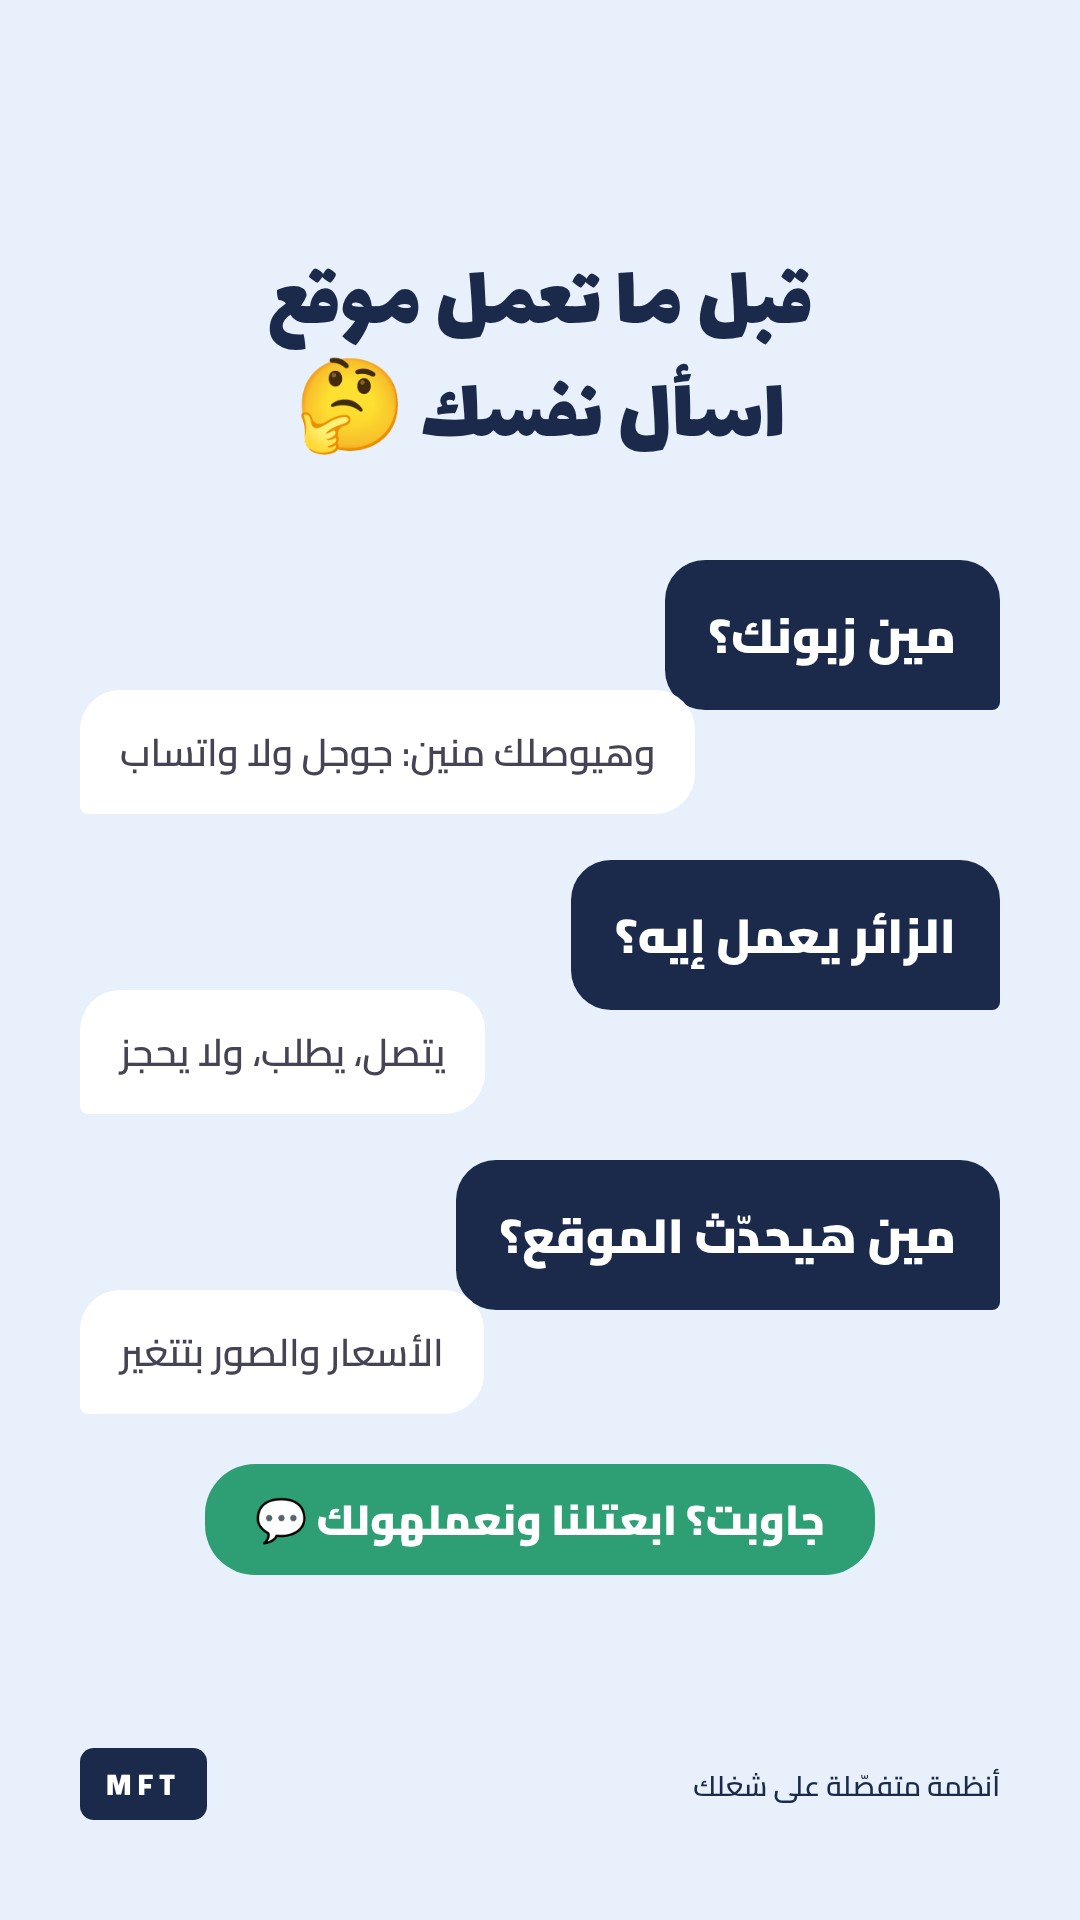 قبل ما تعمل موقع
اسأل نفسك 🤔
مين زبونك؟
وهيوصلك منين: جوجل ولا واتساب
الزائر يعمل إيه؟
يتصل، يطلب، ولا يحجز
مين هيحدّث الموقع؟
الأسعار والصور بتتغير
جاوبت؟ ابعتلنا ونعملهولك 💬
أنظمة متفصّلة على شغلك
MFT